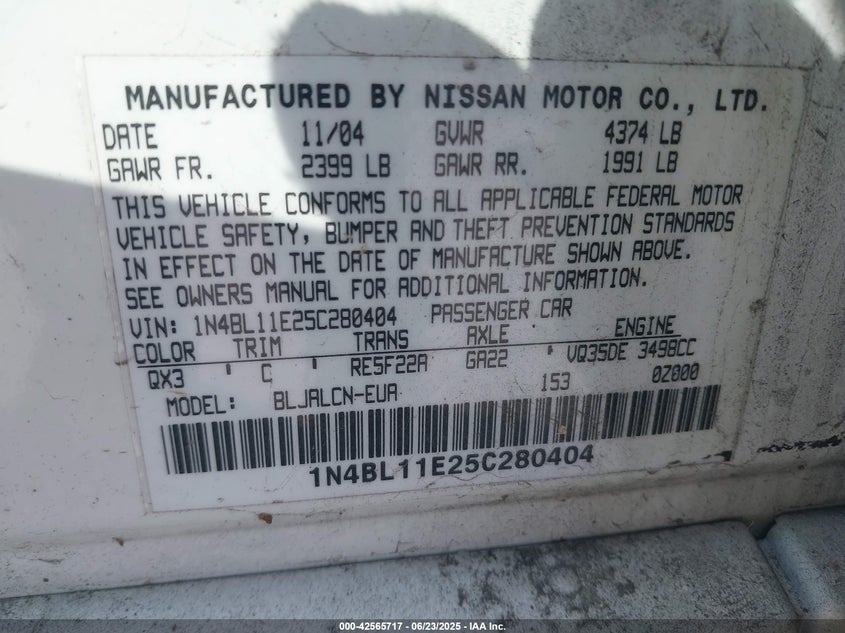 MANUFACTURED BY NISSAN MOTOR CO., LTD.
DATE 11/04 GVWR 4374 LB
GAWR FR. 2399 LB GAWR RR. 1991 LB
THIS VEHICLE CONFORMS TO ALL APPLICABLE FEDERAL MOTOR
VEHICLE SAFETY, BUMPER AND THEFT PREVENTION STANDARDS
IN EFFECT ON THE DATE OF MANUFACTURE SHOWN ABOVE.
SEE OWNERS MANUAL FOR ADDITIONAL INFORMATION.
VIN: 1N4BL11E25C280404 PASSENGER CAR
COLOR TRIM TRANS AXLE ENGINE
QX3 ' C ' RE5F22A GA22 ' VQ35DE 3498CC
MODEL: BLJALCN-EUA 153 0Z000
1N4BL11E25C280404
000-42565717 - 06/23/2025 - IAA Inc.